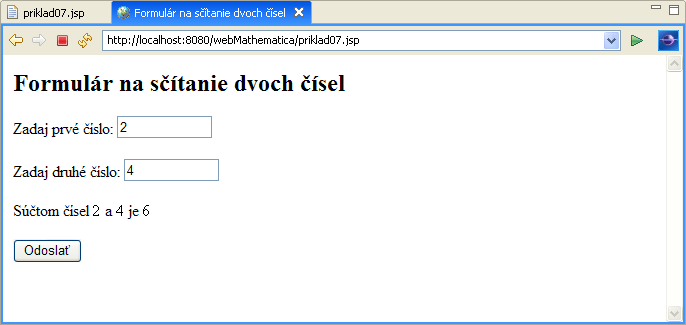 priklad07.jsp
Formulár na sčítanie dvoch čísel
http://localhost:8080/webMathematica/priklad07.jsp
Formulár na sčítanie dvoch čísel
Zadaj prvé číslo: 2
Zadaj druhé číslo: 4
Súčtom čísel 2 a 4 je 6
Odoslať